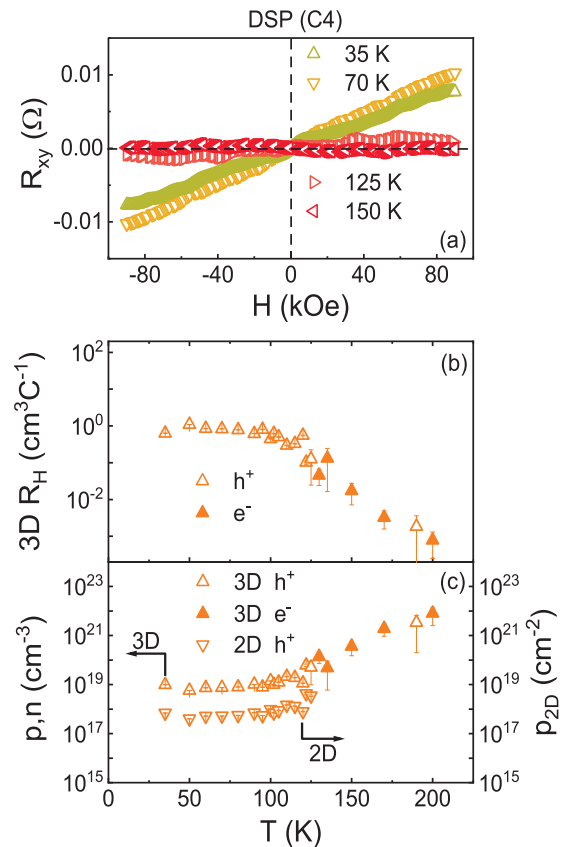 DSP (C4)
35 K
70 K
0.01
0.00
-0.01
R_xy (Ω)
125 K
150 K
(a)
-80 -40 0 40 80
H (kOe)
(b)
10^2
10^0
10^-2
3D R_H (cm^3C^-1)
h^+
e^-
(c)
3D h^+
3D e^-
2D h^+
10^23 10^23
10^21 10^21
10^19 10^19
10^17 10^17
10^15 10^15
3D
2D
p,n (cm^-3)
p_2D (cm^-2)
0 50 100 150 200
T (K)